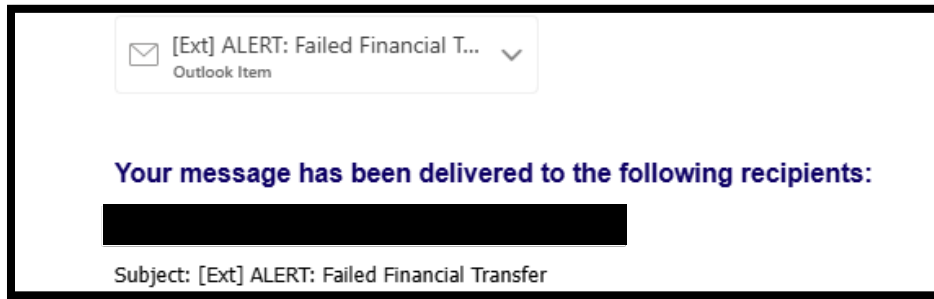 [Ext] ALERT: Failed Financial T...
Outlook Item
Your message has been delivered to the following recipients:
Subject: [Ext] ALERT: Failed Financial Transfer